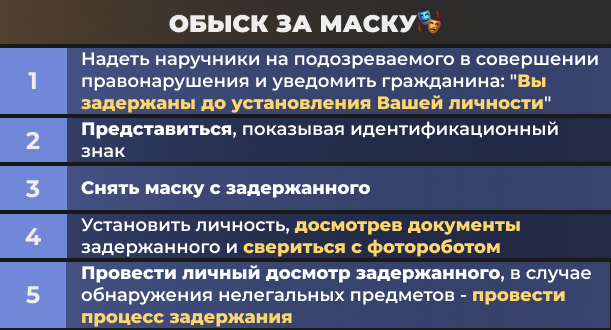 ОБЫСК ЗА МАСКУ🎭
1
Надеть наручники на подозреваемого в совершении
правонарушения и уведомить гражданина: "Вы
задержаны до установления Вашей личности"
2
Представиться, показывая идентификационный
знак
3
Снять маску с задержанного
4
Установить личность, досмотрев документы
задержанного и свериться с фотороботом
5
Провести личный досмотр задержанного, в случае
обнаружения нелегальных предметов - провести
процесс задержания